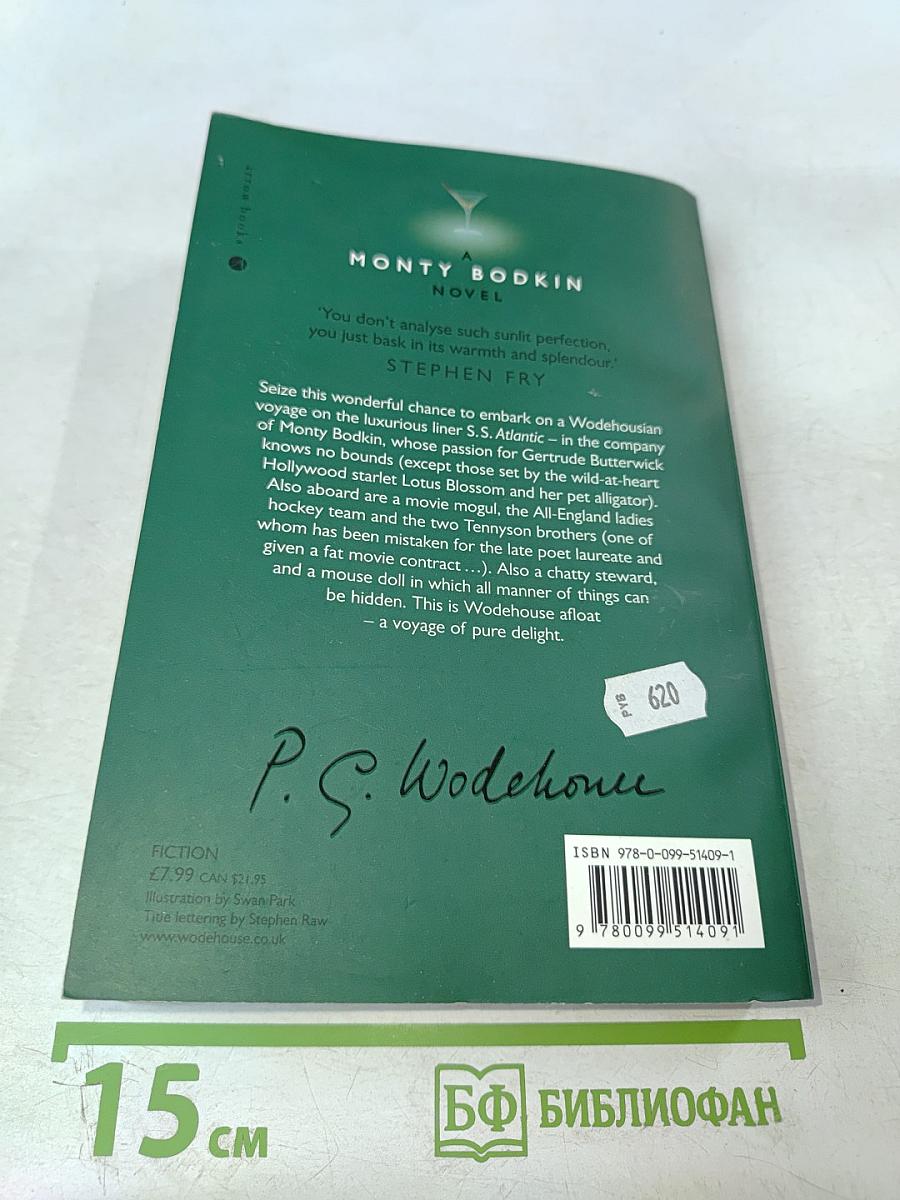 arrow books
A
MONTY BODKIN
NOVEL
'You don't analyse such sunlit perfection,
you just bask in its warmth and splendour.'
STEPHEN FRY
Seize this wonderful chance to embark on a Wodehousian
voyage on the luxurious liner S.S. Atlantic – in the company
of Monty Bodkin, whose passion for Gertrude Butterwick
knows no bounds (except those set by the wild-at-heart
Hollywood starlet Lotus Blossom and her pet alligator).
Also aboard are a movie mogul, the All-England ladies
hockey team and the two Tennyson brothers (one of
whom has been mistaken for the late poet laureate and
given a fat movie contract ...). Also a chatty steward,
and a mouse doll in which all manner of things can
be hidden. This is Wodehouse afloat
– a voyage of pure delight.
РУБ 620
P. G. Wodehouse
FICTION
£7.99 CAN $21.95
Illustration by Swan Park
Title lettering by Stephen Raw
www.wodehouse.co.uk
ISBN 978-0-099-51409-1
9 780099 514091
15 см
БФ БИБЛИОФАН